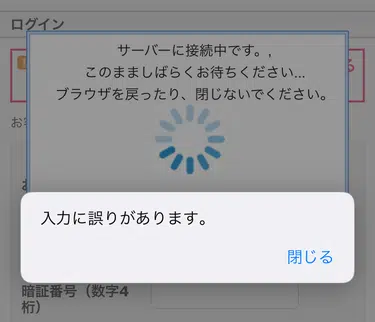 ログイン
サーバーに接続中です。,
このまましばらくお待ちください...
ブラウザを戻ったり、閉じないでください。
入力に誤りがあります。
閉じる
暗証番号（数字4
桁）